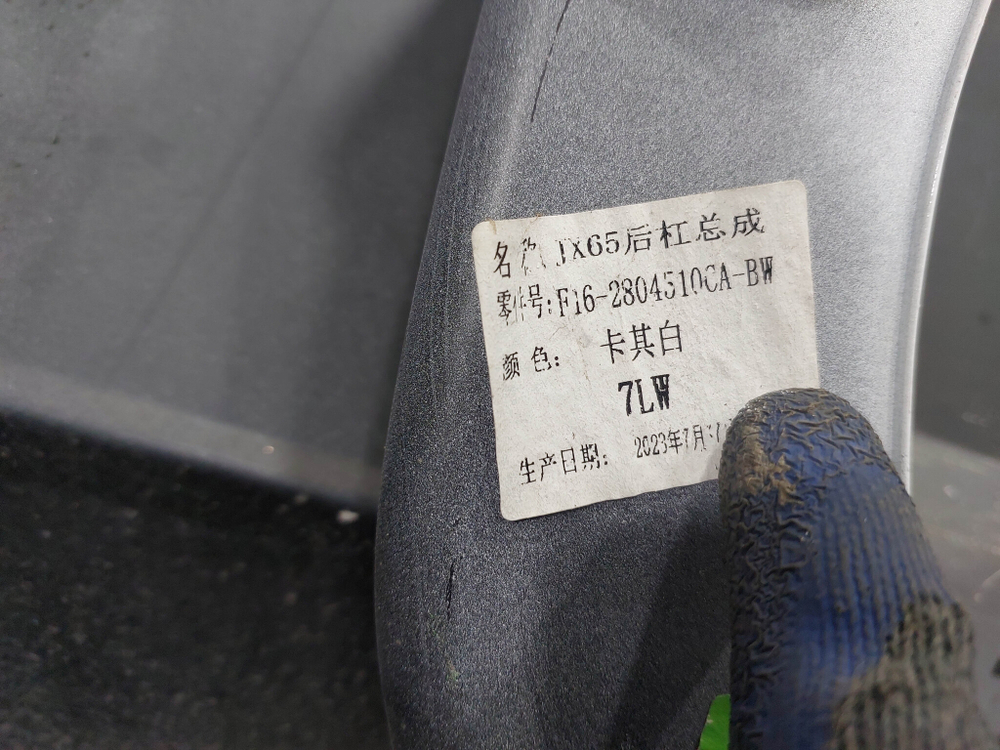 名称 JX65后杠总成
零件号:F16-2804510CA-BW
颜色: 卡其白
7LW
生产日期: 2023年7月